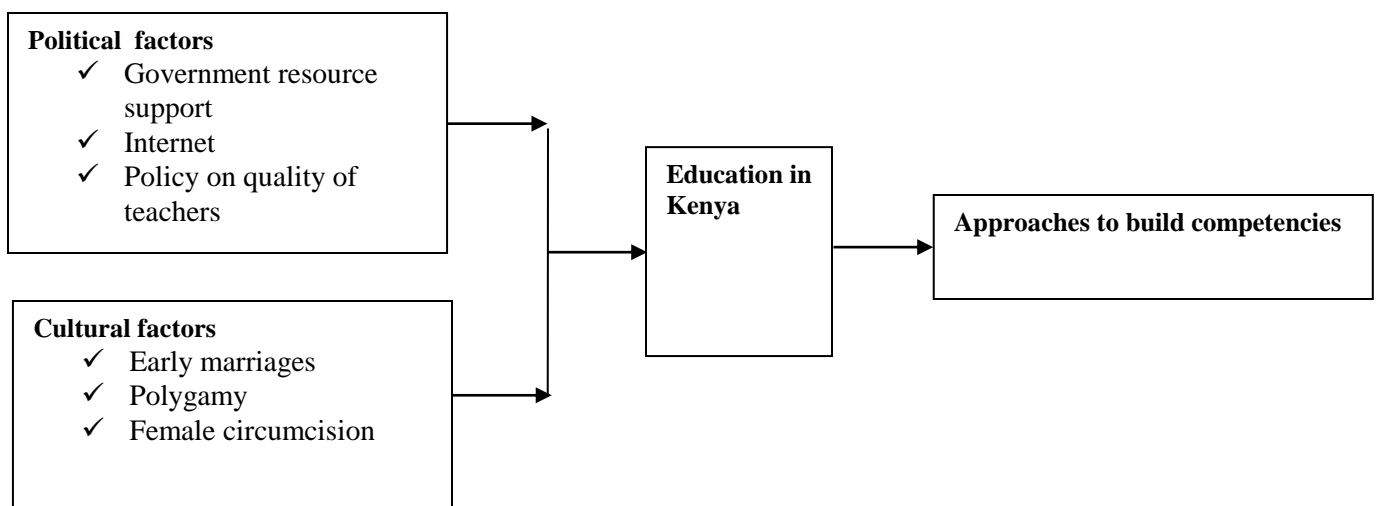 Political factors
✓ Government resource
support
✓ Internet
✓ Policy on quality of
teachers
Cultural factors
✓ Early marriages
✓ Polygamy
✓ Female circumcision
Education in
Kenya
Approaches to build competencies